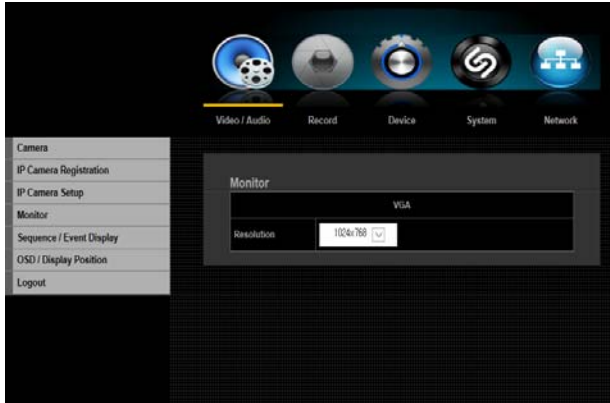 Video / Audio
Record
Device
System
Network
Camera
IP Camera Registration
IP Camera Setup
Monitor
Sequence / Event Display
OSD / Display Position
Logout
Monitor
VGA
Resolution
1024x768